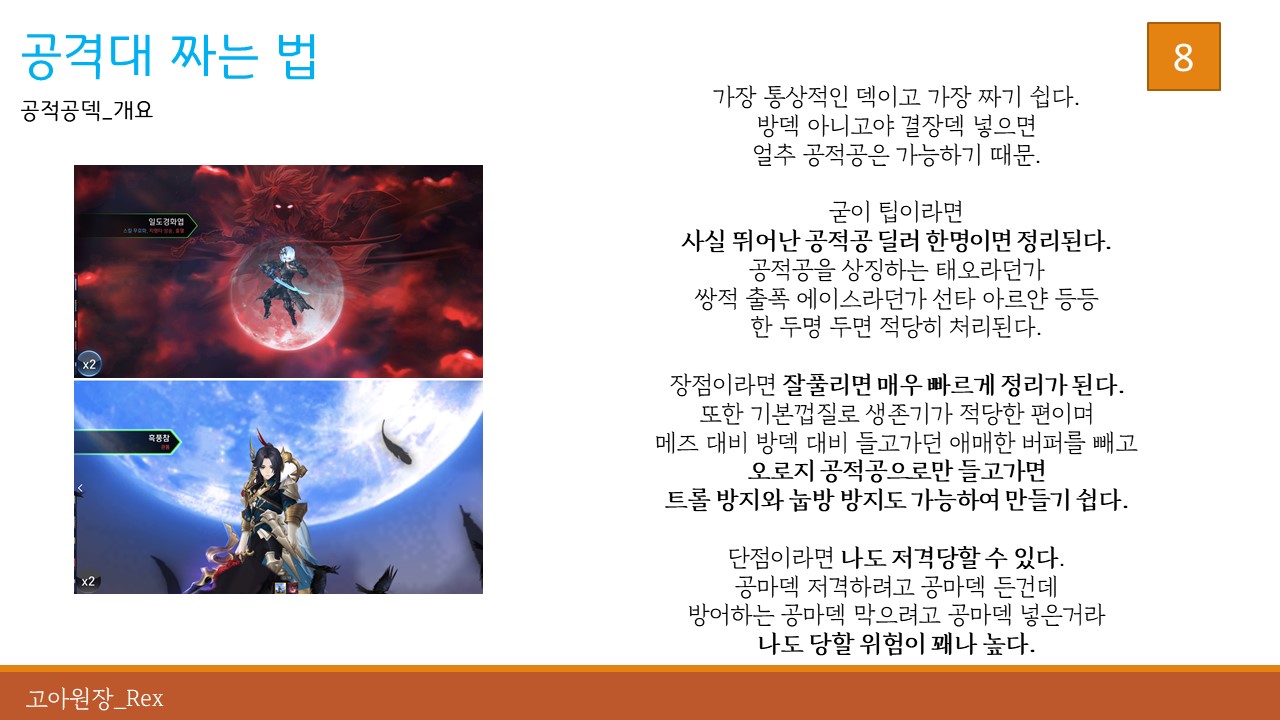 공격대 짜는 법
8
공적공덱_개요
가장 통상적인 덱이고 가장 짜기 쉽다.
방덱 아니고야 결장덱 넣으면
얼추 공적공은 가능하기 때문.
굳이 팁이라면
사실 뛰어난 공적공 딜러 한명이면 정리된다.
공적공을 상징하는 태오라던가
쌍적 출폭 에이스라던가 선타 아르얀 등등
한 두명 두면 적당히 처리된다.
장점이라면 잘풀리면 매우 빠르게 정리가 된다.
또한 기본껍질로 생존기가 적당한 편이며
메즈 대비 방덱 대비 들고가던 애매한 버퍼를 빼고
오로지 공적공으로만 들고가면
트롤 방지와 눕방 방지도 가능하여 만들기 쉽다.
단점이라면 나도 저격당할 수 있다.
공마덱 저격하려고 공마덱 든건데
방어하는 공마덱 막으려고 공마덱 넣은거라
나도 당할 위험이 꽤나 높다.
일도경화엽
x2
흑풍참
관통
x2
고아원장_Rex